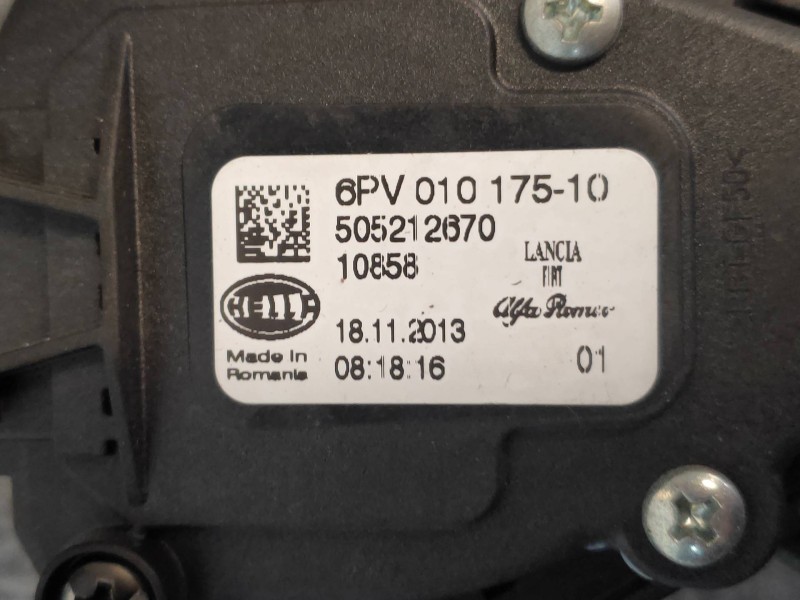 6PV 010 175-10
505212670
10858
LANCIA
FIAT
Alfa Romeo
HELLA
18.11.2013
Made In
Romania
08:18:16
01